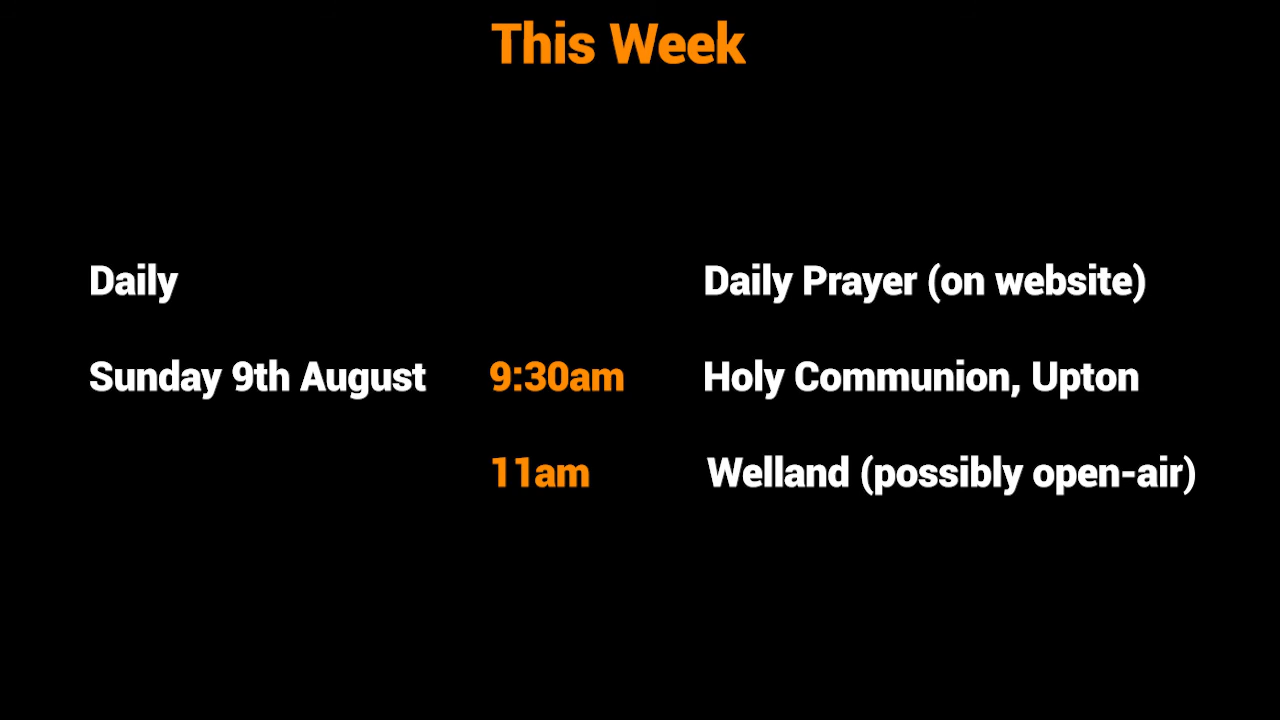 This Week
Daily Daily Prayer (on website)
Sunday 9th August 9:30am Holy Communion, Upton
11am Welland (possibly open-air)